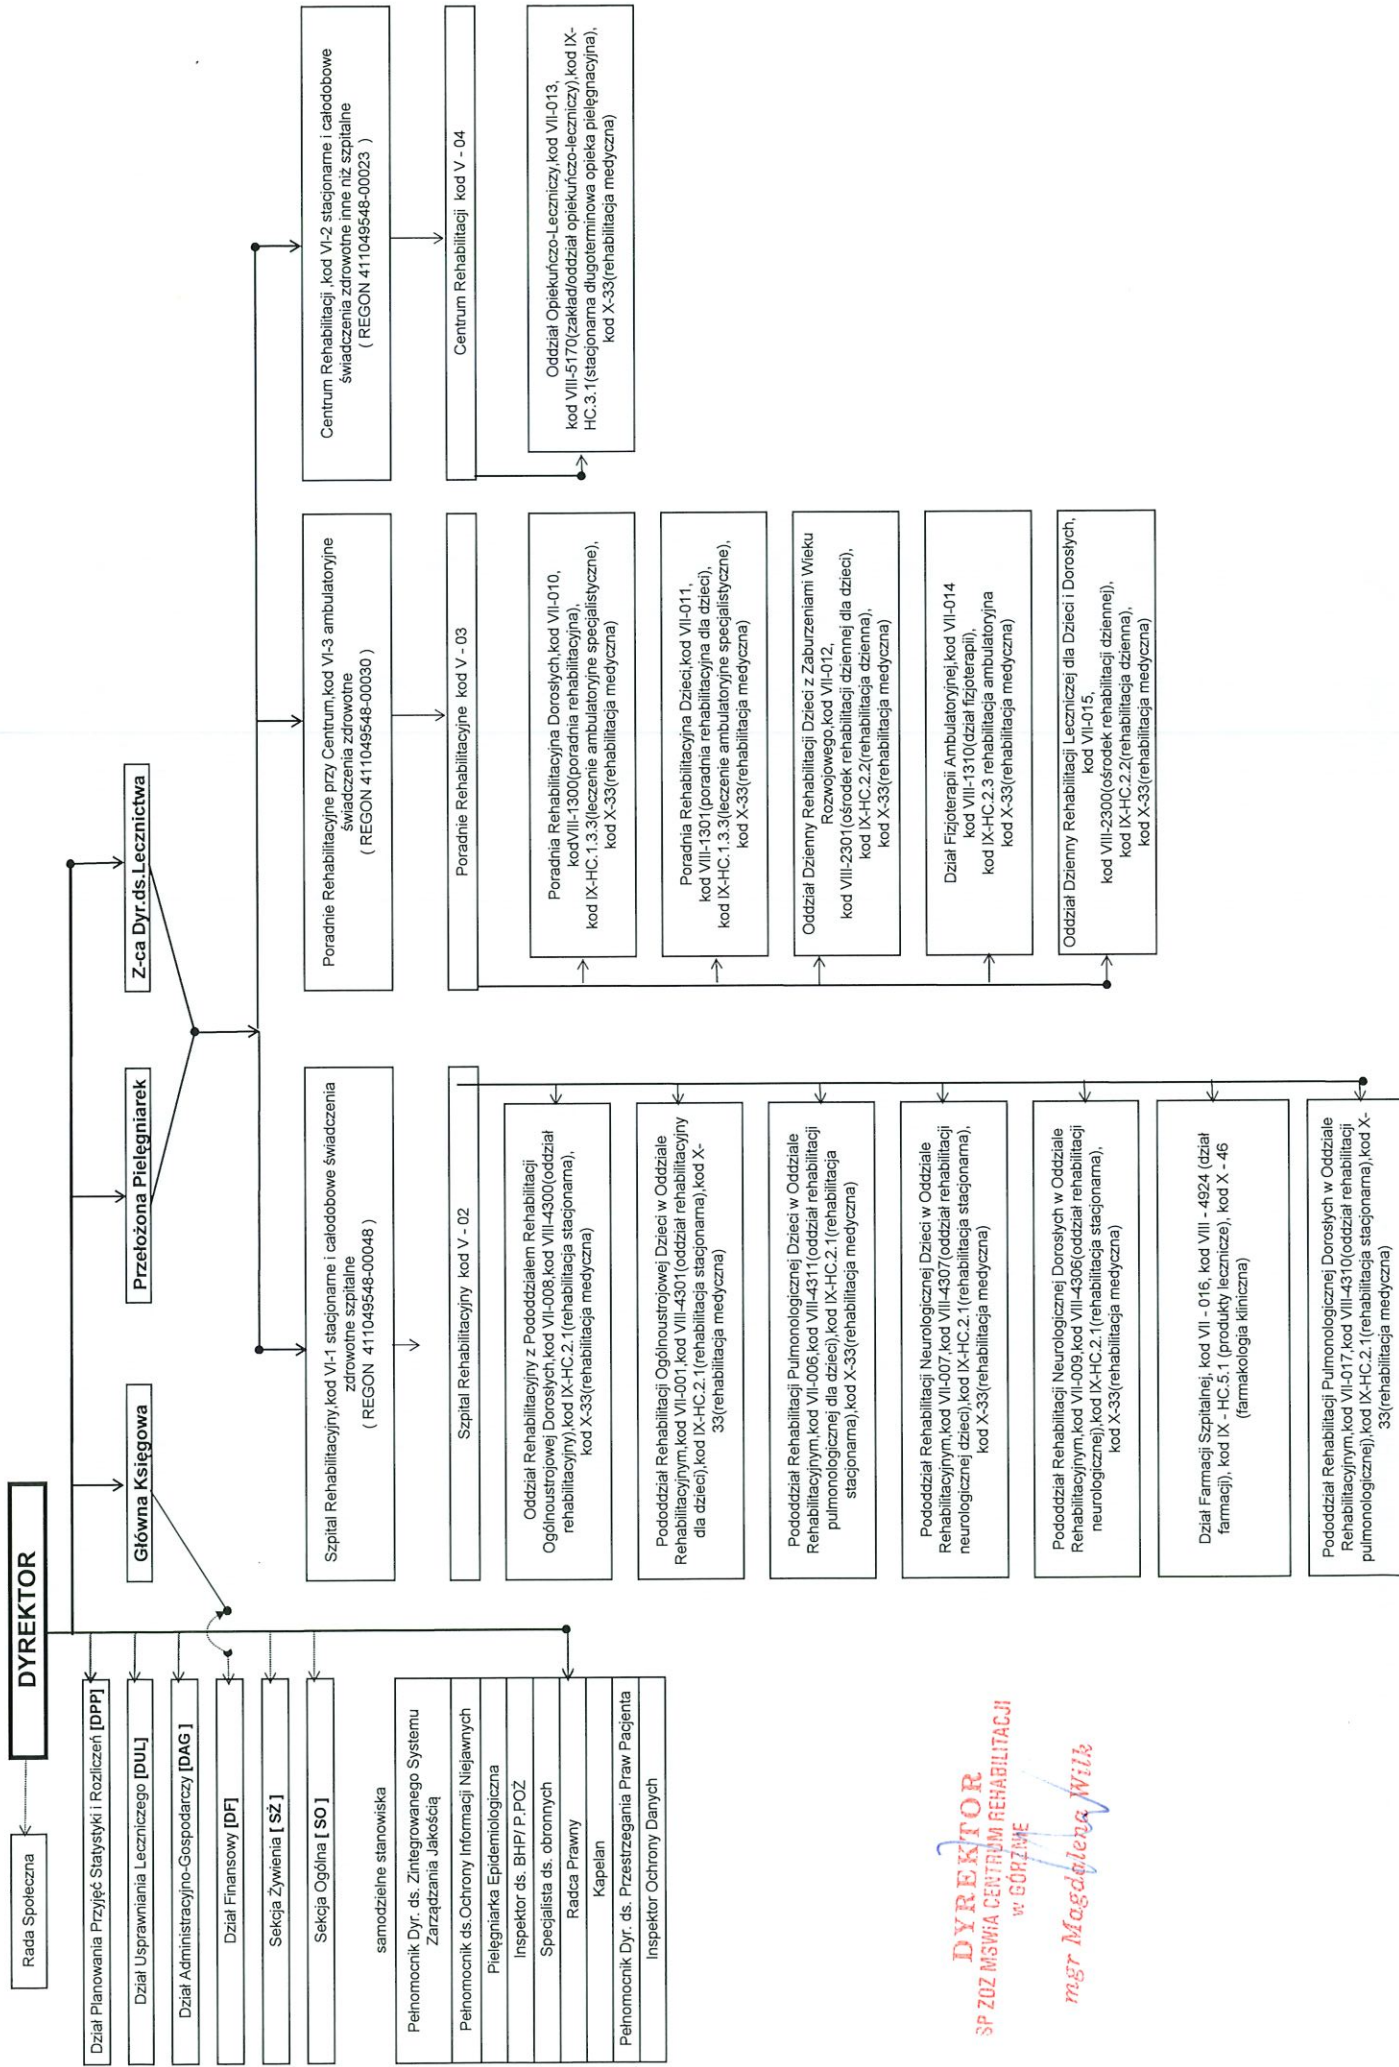 DYREKTOR
Rada Społeczna
Dział Planowania Przyjęć Statystyki i Rozliczeń [DPP]
Dział Usprawniania Leczniczego [DUL]
Dział Administracyjno-Gospodarczy [DAG ]
Dział Finansowy [DF]
Sekcja Żywienia [ SŻ ]
Sekcja Ogólna [ SO ]
samodzielne stanowiska
Pełnomocnik Dyr. ds. Zintegrowanego Systemu
Zarządzania Jakością
Pełnomocnik ds.Ochrony Informacji Niejawnych
Pielęgniarka Epidemiologiczna
Inspektor ds. BHP/ P.POŻ
Specjalista ds. obronnych
Radca Prawny
Kapelan
Pełnomocnik Dyr. ds. Przestrzegania Praw Pacjenta
Inspektor Ochrony Danych
Główna Księgowa
Przełożona Pielęgniarek
Z-ca Dyr.ds.Lecznictwa
Szpital Rehabilitacyjny,kod VI-1 stacjonarne i całodobowe świadczenia
zdrowotne szpitalne
( REGON 411049548-00048 )
Szpital Rehabilitacyjny kod V - 02
Oddział Rehabilitacyjny z Pododdziałem Rehabilitacji
Ogólnoustrojowej Dorosłych,kod VII-008,kod VIII-4300(oddział
rehabilitacyjny),kod IX-HC.2.1(rehabilitacja stacjonarna),
kod X-33(rehabilitacja medyczna)
Pododdział Rehabilitacji Ogólnoustrojowej Dzieci w Oddziale
Rehabilitacyjnym,kod VII-001,kod VIII-4301(oddział rehabilitacyjny
dla dzieci),kod IX-HC.2.1(rehabilitacja stacjonarna),kod X-
33(rehabilitacja medyczna)
Pododdział Rehabilitacji Pulmonologicznej Dzieci w Oddziale
Rehabilitacyjnym,kod VII-006,kod VIII-4311(oddział rehabilitacji
pulmonologicznej dla dzieci),kod IX-HC.2.1(rehabilitacja
stacjonarna),kod X-33(rehabilitacja medyczna)
Pododdział Rehabilitacji Neurologicznej Dzieci w Oddziale
Rehabilitacyjnym,kod VII-007,kod VIII-4307(oddział rehabilitacji
neurologicznej dzieci),kod IX-HC.2.1(rehabilitacja stacjonarna),
kod X-33(rehabilitacja medyczna)
Pododdział Rehabilitacji Neurologicznej Dorosłych w Oddziale
Rehabilitacyjnym,kod VII-009,kod VIII-4306(oddział rehabilitacji
neurologicznej),kod IX-HC.2.1(rehabilitacja stacjonarna),
kod X-33(rehabilitacja medyczna)
Dział Farmacji Szpitalnej, kod VII - 016, kod VIII - 4924 (dział
farmacji), kod IX - HC.5.1 (produkty lecznicze), kod X - 46
(farmakologia kliniczna)
Pododdział Rehabilitacji Pulmonologicznej Dorosłych w Oddziale
Rehabilitacyjnym,kod VII-017,kod VIII-4310(oddział rehabilitacji
pulmonologicznej),kod IX-HC.2.1(rehabilitacja stacjonarna),kod X-
33(rehabilitacja medyczna)
Poradnie Rehabilitacyjne przy Centrum,kod VI-3 ambulatoryjne
świadczenia zdrowotne
( REGON 411049548-00030 )
Poradnie Rehabilitacyjne kod V - 03
Poradnia Rehabilitacyjna Dorosłych,kod VII-010,
kodVIII-1300(poradnia rehabilitacyjna),
kod IX-HC.1.3.3(leczenie ambulatoryjne specjalistyczne),
kod X-33(rehabilitacja medyczna)
Poradnia Rehabilitacyjna Dzieci,kod VII-011,
kod VIII-1301(poradnia rehabilitacyjna dla dzieci),
kod IX-HC.1.3.3(leczenie ambulatoryjne specjalistyczne),
kod X-33(rehabilitacja medyczna)
Oddział Dzienny Rehabilitacji Dzieci z Zaburzeniami Wieku
Rozwojowego,kod VII-012,
kod VIII-2301(ośrodek rehabilitacji dziennej dla dzieci),
kod IX-HC.2.2(rehabilitacja dzienna),
kod X-33(rehabilitacja medyczna)
Dział Fizjoterapii Ambulatoryjnej,kod VII-014
kod VIII-1310(dział fizjoterapii),
kod IX-HC.2.3 rehabilitacja ambulatoryjna
kod X-33(rehabilitacja medyczna)
Oddział Dzienny Rehabilitacji Leczniczej dla Dzieci i Dorosłych,
kod VII-015,
kod VIII-2300(ośrodek rehabilitacji dziennej),
kod IX-HC.2.2(rehabilitacja dzienna),
kod X-33(rehabilitacja medyczna)
Centrum Rehabilitacji ,kod VI-2 stacjonarne i całodobowe
świadczenia zdrowotne inne niż szpitalne
( REGON 411049548-00023 )
Centrum Rehabilitacji kod V - 04
Oddział Opiekuńczo-Leczniczy,kod VII-013,
kod VIII-5170(zakład/oddział opiekuńczo-leczniczy),kod IX-
HC.3.1(stacjonarna długoterminowa opieka pielęgnacyjna),
kod X-33(rehabilitacja medyczna)
DYREKTOR
SP ZOZ MSWiA CENTRUM REHABILITACJI
w GÓRZNIE
mgr Magdalena Wilk